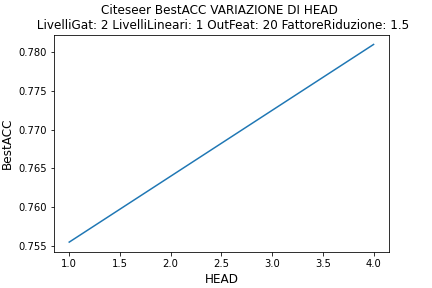 Citeseer BestACC VARIAZIONE DI HEAD
LivelliGat: 2 LivelliLineari: 1 OutFeat: 20 FattoreRiduzione: 1.5
0.780
0.775
0.770
0.765
0.760
0.755
BestACC
1.0 1.5 2.0 2.5 3.0 3.5 4.0
HEAD